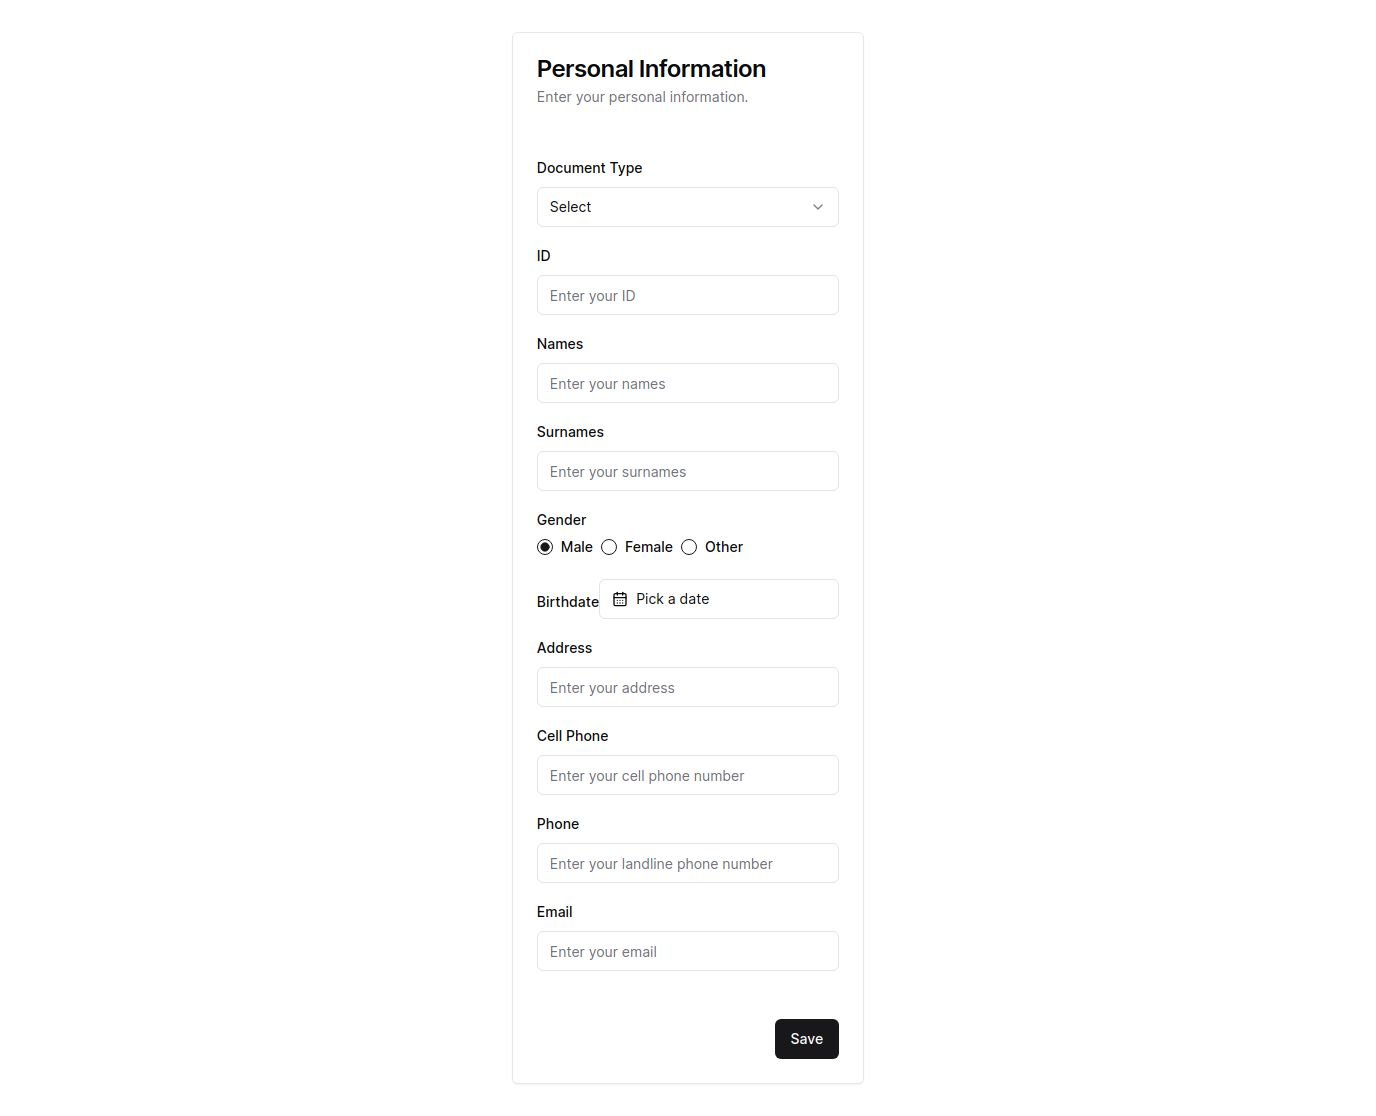 Personal Information
Enter your personal information.
Document Type
Select
ID
Enter your ID
Names
Enter your names
Surnames
Enter your surnames
Gender
Male Female Other
Birthdate Pick a date
Address
Enter your address
Cell Phone
Enter your cell phone number
Phone
Enter your landline phone number
Email
Enter your email
Save